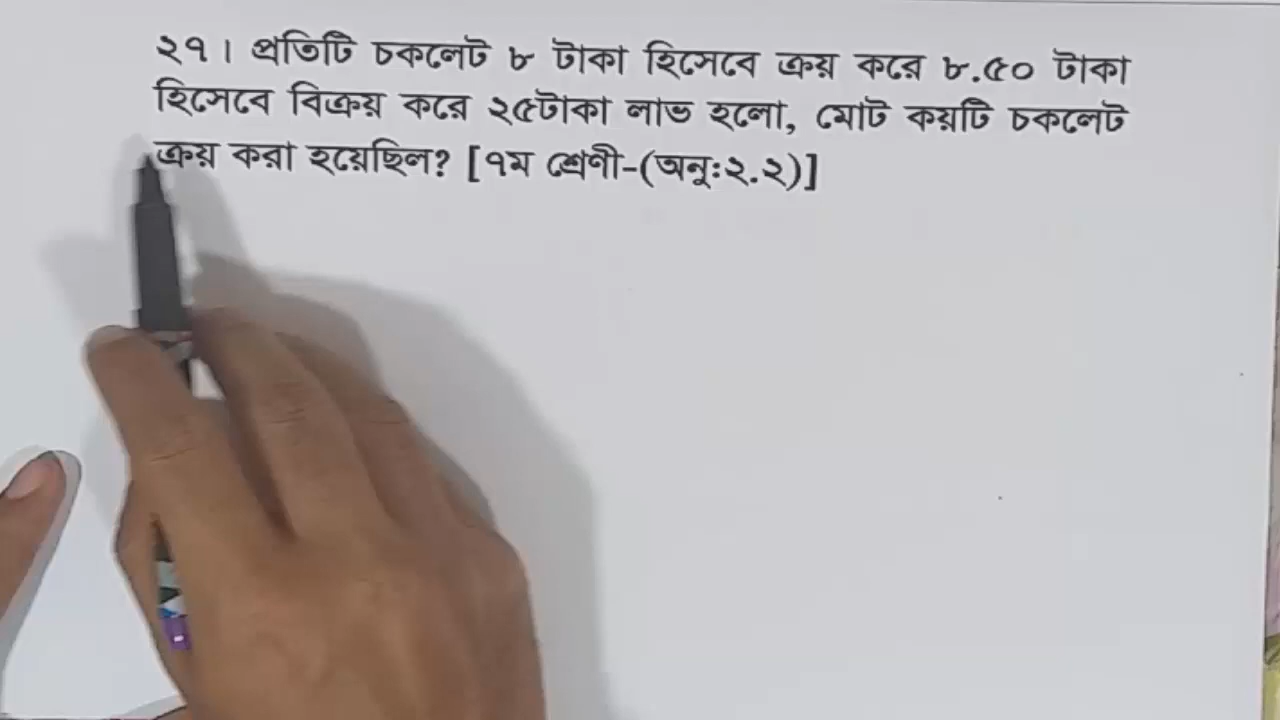 ২৭। প্রতিটি চকলেট ৮ টাকা হিসেবে ক্রয় করে ৮.৫০ টাকা
হিসেবে বিক্রয় করে ২৫টাকা লাভ হলো, মোট কয়টি চকলেট
ক্রয় করা হয়েছিল? [৭ম শ্রেণী-(অনুঃ২.২)]